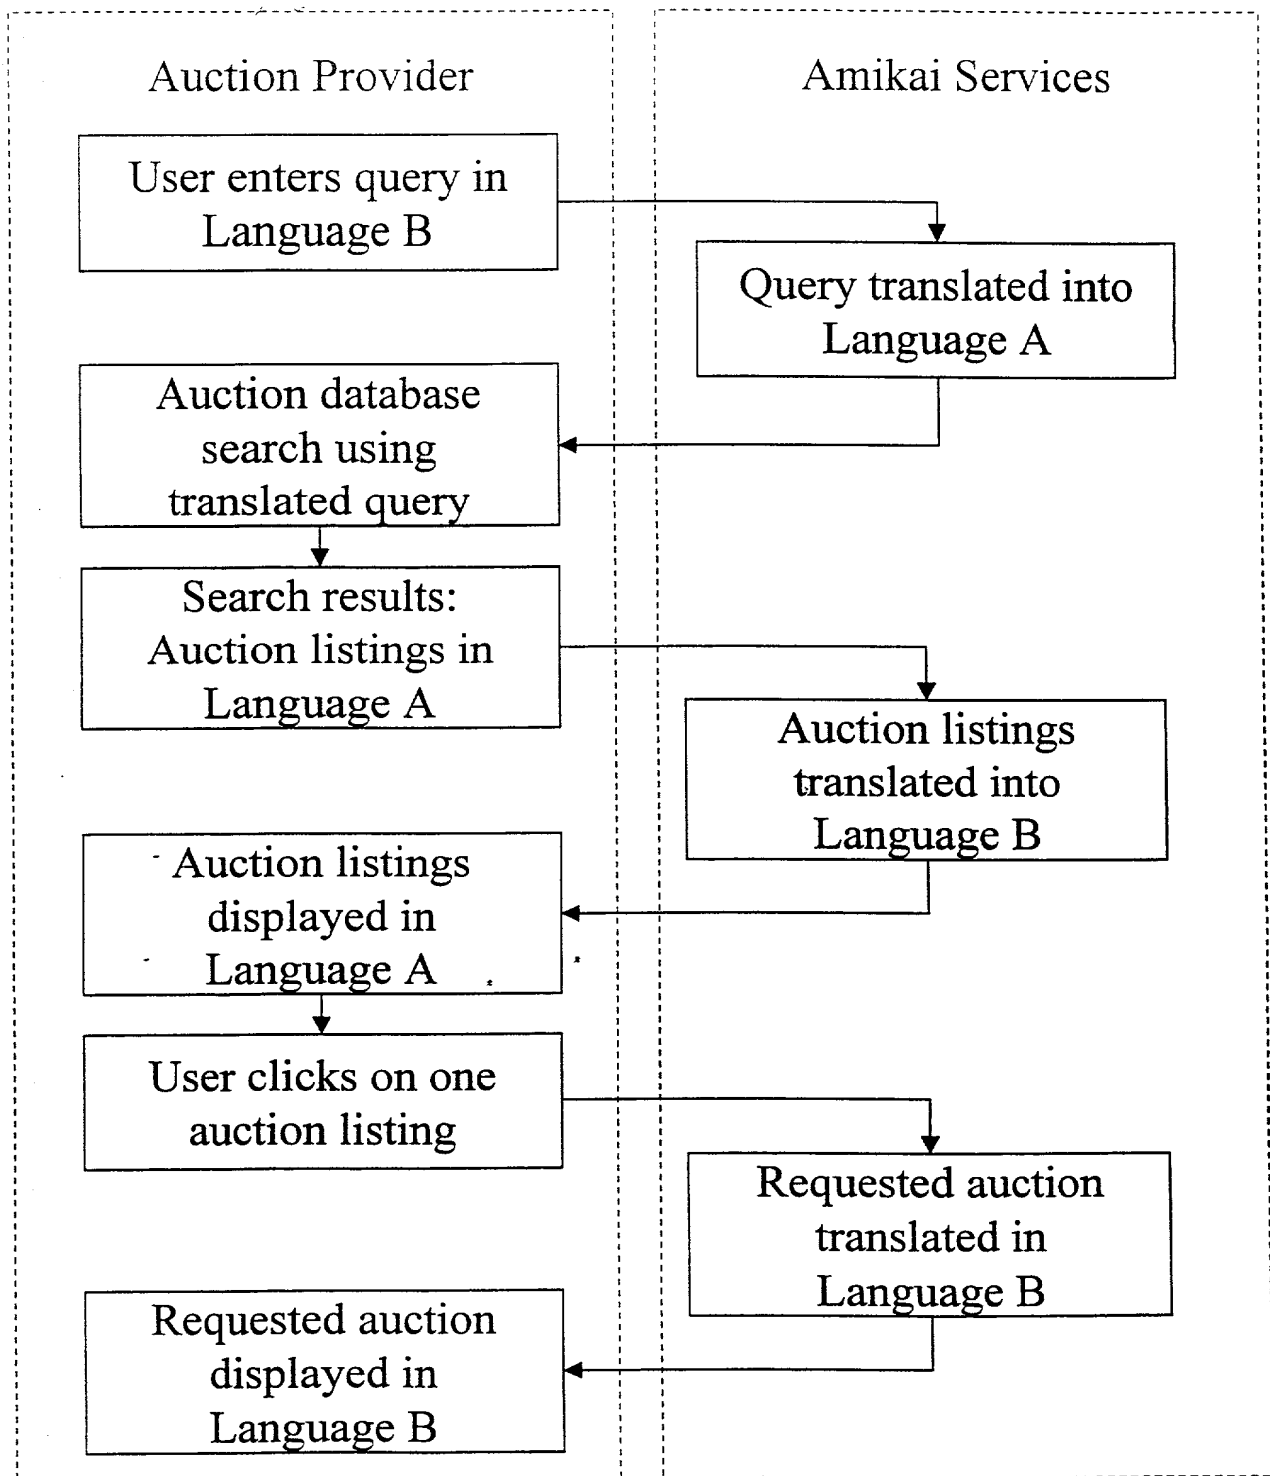 Auction Provider
Amikai Services
User enters query in
Language B
Query translated into
Language A
Auction database
search using
translated query
Search results:
Auction listings in
Language A
Auction listings
translated into
Language B
Auction listings
displayed in
Language A
User clicks on one
auction listing
Requested auction
translated in
Language B
Requested auction
displayed in
Language B